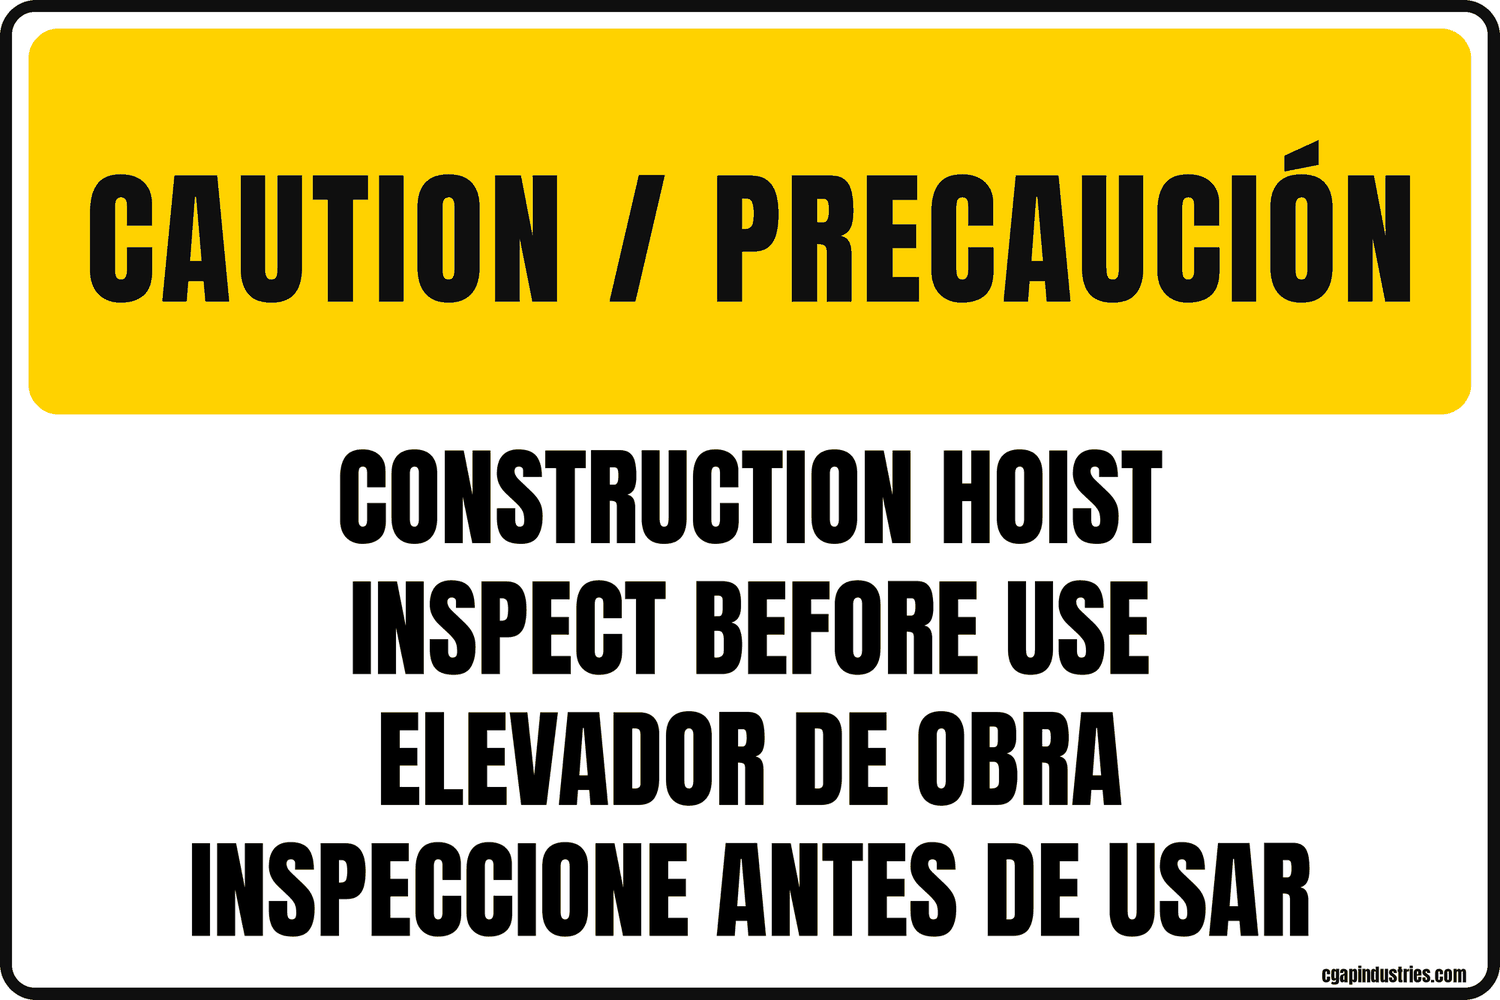 CAUTION / PRECAUCIÓN
CONSTRUCTION HOIST
INSPECT BEFORE USE
ELEVADOR DE OBRA
INSPECCIONE ANTES DE USAR
cgapindustries.com